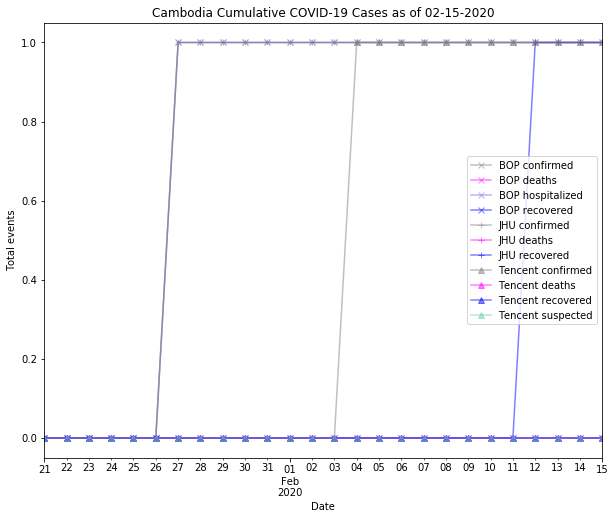 Cambodia Cumulative COVID-19 Cases as of 02-15-2020
Total events
1.0
0.8
0.6
0.4
0.2
0.0
BOP confirmed
BOP deaths
BOP hospitalized
BOP recovered
JHU confirmed
JHU deaths
JHU recovered
Tencent confirmed
Tencent deaths
Tencent recovered
Tencent suspected
21 22 23 24 25 26 27 28 29 30 31 01 02 03 04 05 06 07 08 09 10 11 12 13 14 15
Feb
2020
Date